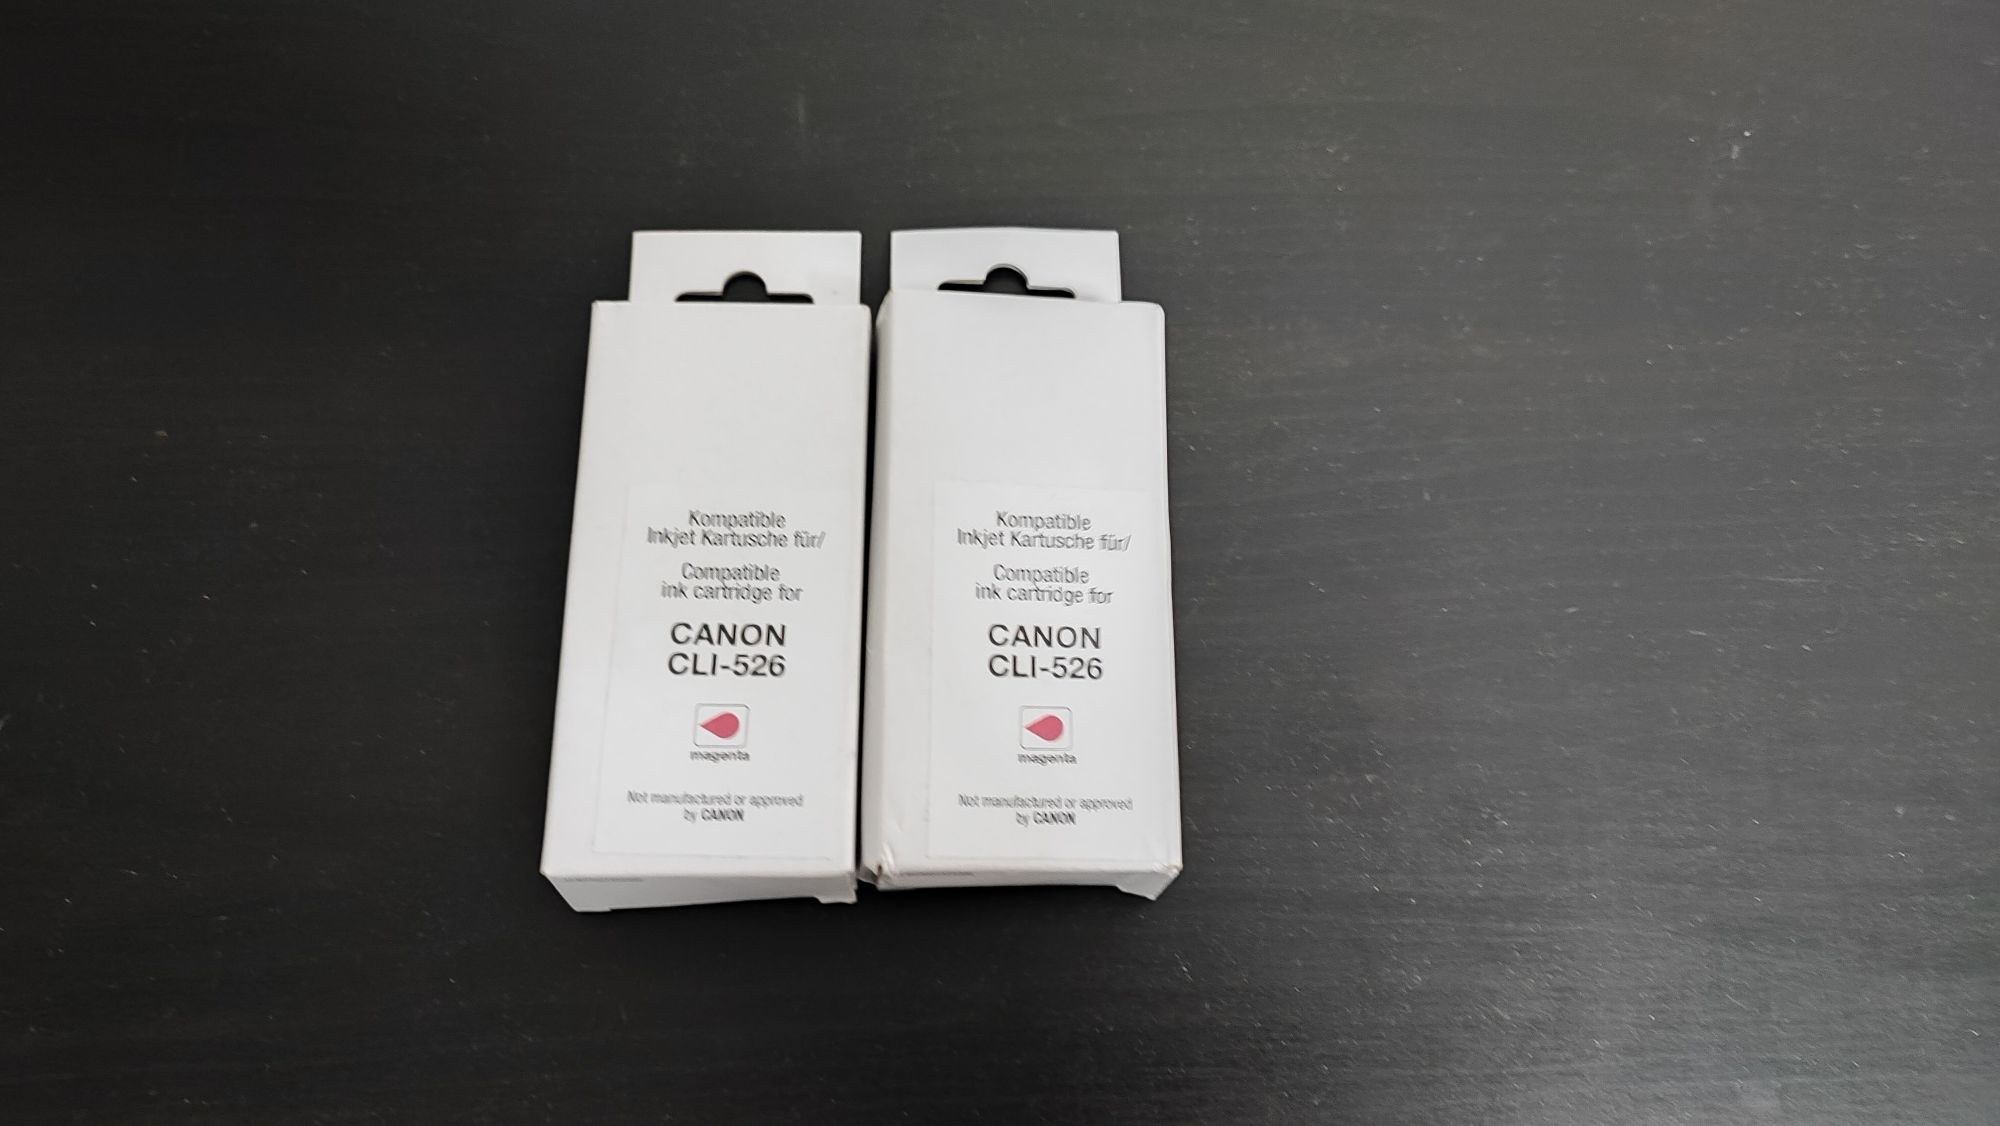 Kompatible
Inkjet Kartusche für/
Compatible
ink cartridge for
CANON
CLI-526
magenta
Not manufactured or approved
by CANON
Kompatible
Inkjet Kartusche für/
Compatible
ink cartridge for
CANON
CLI-526
magenta
Not manufactured or approved
by CANON